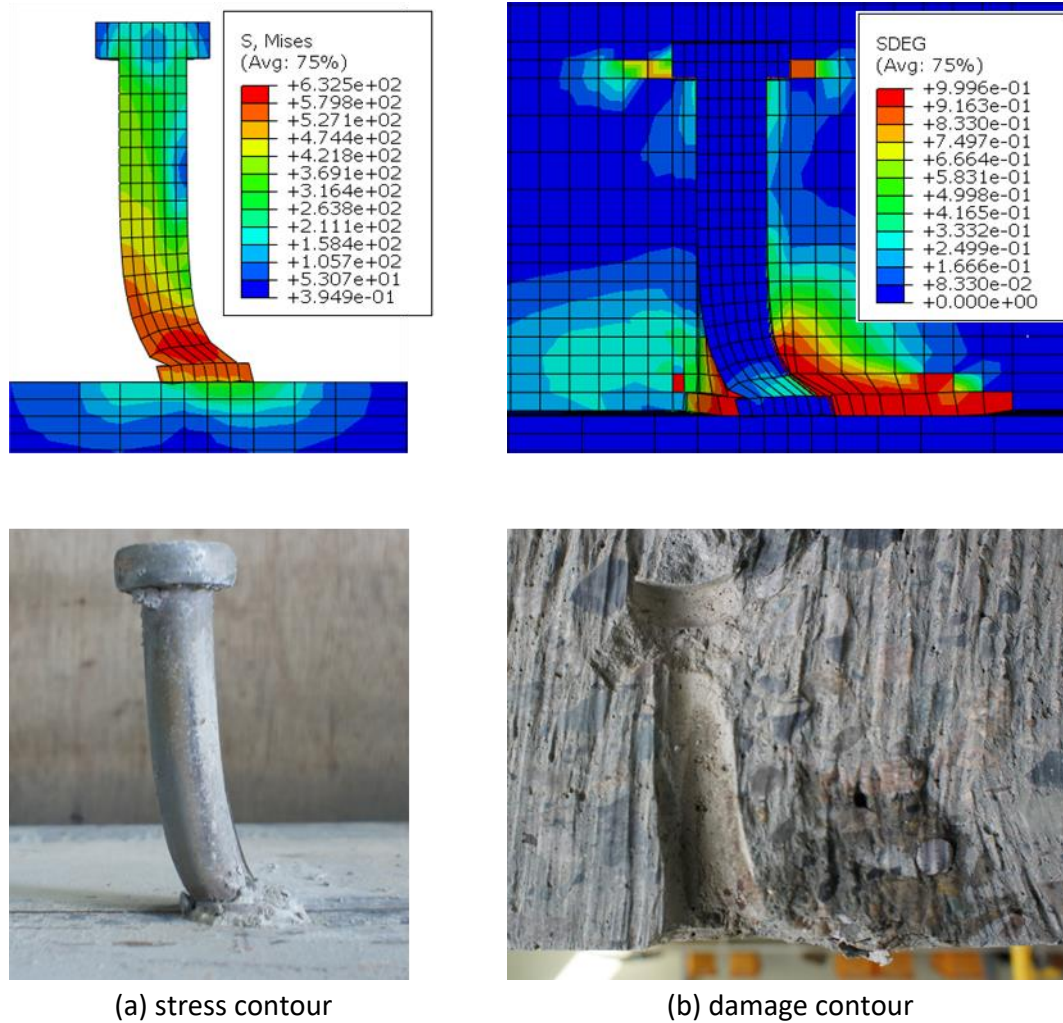 S, Mises
(Avg: 75%)
+6.325e+02
+5.798e+02
+5.271e+02
+4.744e+02
+4.218e+02
+3.691e+02
+3.164e+02
+2.638e+02
+2.111e+02
+1.584e+02
+1.057e+02
+5.307e+01
+3.949e-01
SDEG
(Avg: 75%)
+9.996e-01
+9.163e-01
+8.330e-01
+7.497e-01
+6.664e-01
+5.831e-01
+4.998e-01
+4.165e-01
+3.332e-01
+2.499e-01
+1.666e-01
+8.330e-02
+0.000e+00
(a) stress contour
(b) damage contour